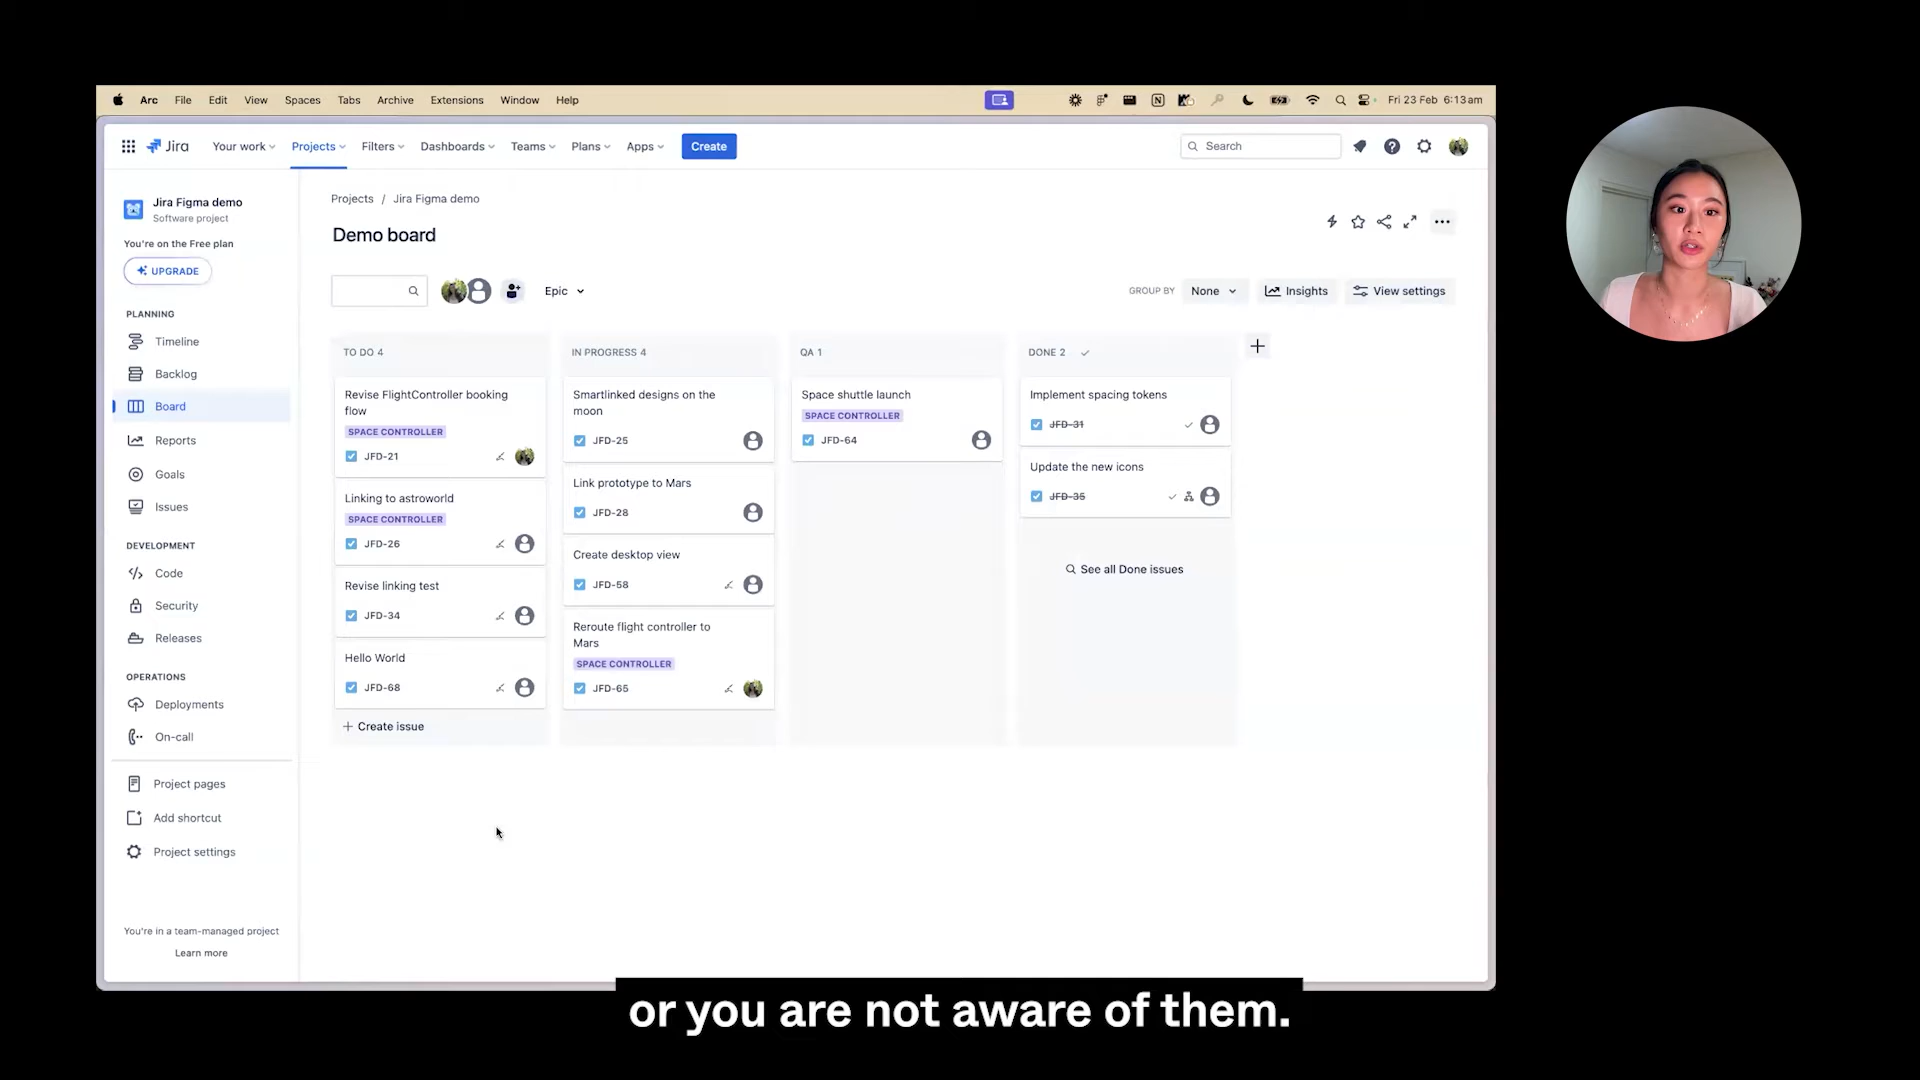 Arc File Edit View Spaces Tabs Archive Extensions Window Help
Fri 23 Feb 6:13am
Jira Your work Projects Filters Dashboards Teams Plans Apps Create
Search
Jira Figma demo
Software project
You're on the Free plan
UPGRADE
PLANNING
Timeline
Backlog
Board
Reports
Goals
Issues
DEVELOPMENT
Code
Security
Releases
OPERATIONS
Deployments
On-call
Project pages
Add shortcut
Project settings
You're in a team-managed project
Learn more
Projects / Jira Figma demo
Demo board
Epic
GROUP BY None Insights View settings
TO DO 4
Revise FlightController booking
flow
SPACE CONTROLLER
JFD-21
Linking to astroworld
SPACE CONTROLLER
JFD-26
Revise linking test
JFD-34
Hello World
JFD-68
+ Create issue
IN PROGRESS 4
Smartlinked designs on the
moon
JFD-25
Link prototype to Mars
JFD-28
Create desktop view
JFD-58
Reroute flight controller to
Mars
SPACE CONTROLLER
JFD-65
QA 1
Space shuttle launch
SPACE CONTROLLER
JFD-64
DONE 2
Implement spacing tokens
JFD-31
Update the new icons
JFD-35
See all Done issues
or you are not aware of them.